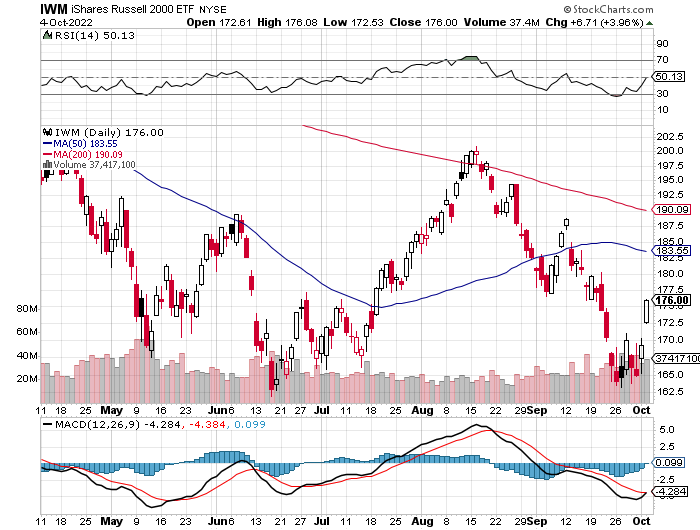 IWM iShares Russell 2000 ETF NYSE © StockCharts.com
4-Oct-2022 Open 172.61 High 176.08 Low 172.53 Close 176.00 Volume 37.4M Chg +6.71 (+3.96%)
RSI(14) 50.13
90
70
50.13
30
10
IWM (Daily) 176.00
MA(50) 183.55
MA(200) 190.09
Volume 37,417,100
202.5
200.0
197.5
195.0
192.5
190.09
187.5
185.0
183.55
180.0
177.5
176.00
172.5
170.0
165.0
162.5
80M
60M
40M
20M
37417100
11 18 25 May 9 16 23 Jun 6 13 21 27 Jul 11 18 25 Aug 8 15 22 29 Sep 12 19 26 Oct
MACD(12,26,9) -4.284, -4.384, 0.099
5.0
2.5
0.099
-2.5
-4.284
11 18 25 May 9 16 23 Jun 6 13 21 27 Jul 11 18 25 Aug 8 15 22 29 Sep 12 19 26 Oct